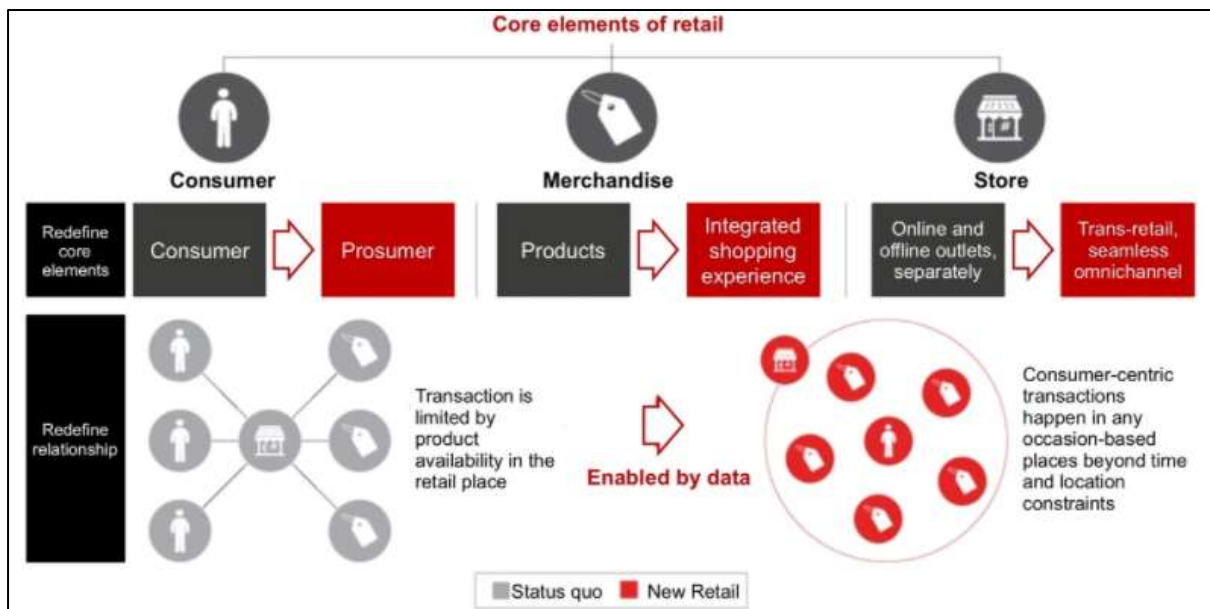 Core elements of retail
Consumer
Merchandise
Store
Redefine
core
elements
Consumer
Prosumer
Products
Integrated
shopping
experience
Online and
offline outlets,
separately
Trans-retail,
seamless
omnichannel
Redefine
relationship
Transaction is
limited by
product
availability in the
retail place
Enabled by data
Consumer-centric
transactions
happen in any
occasion-based
places beyond time
and location
constraints
Status quo
New Retail